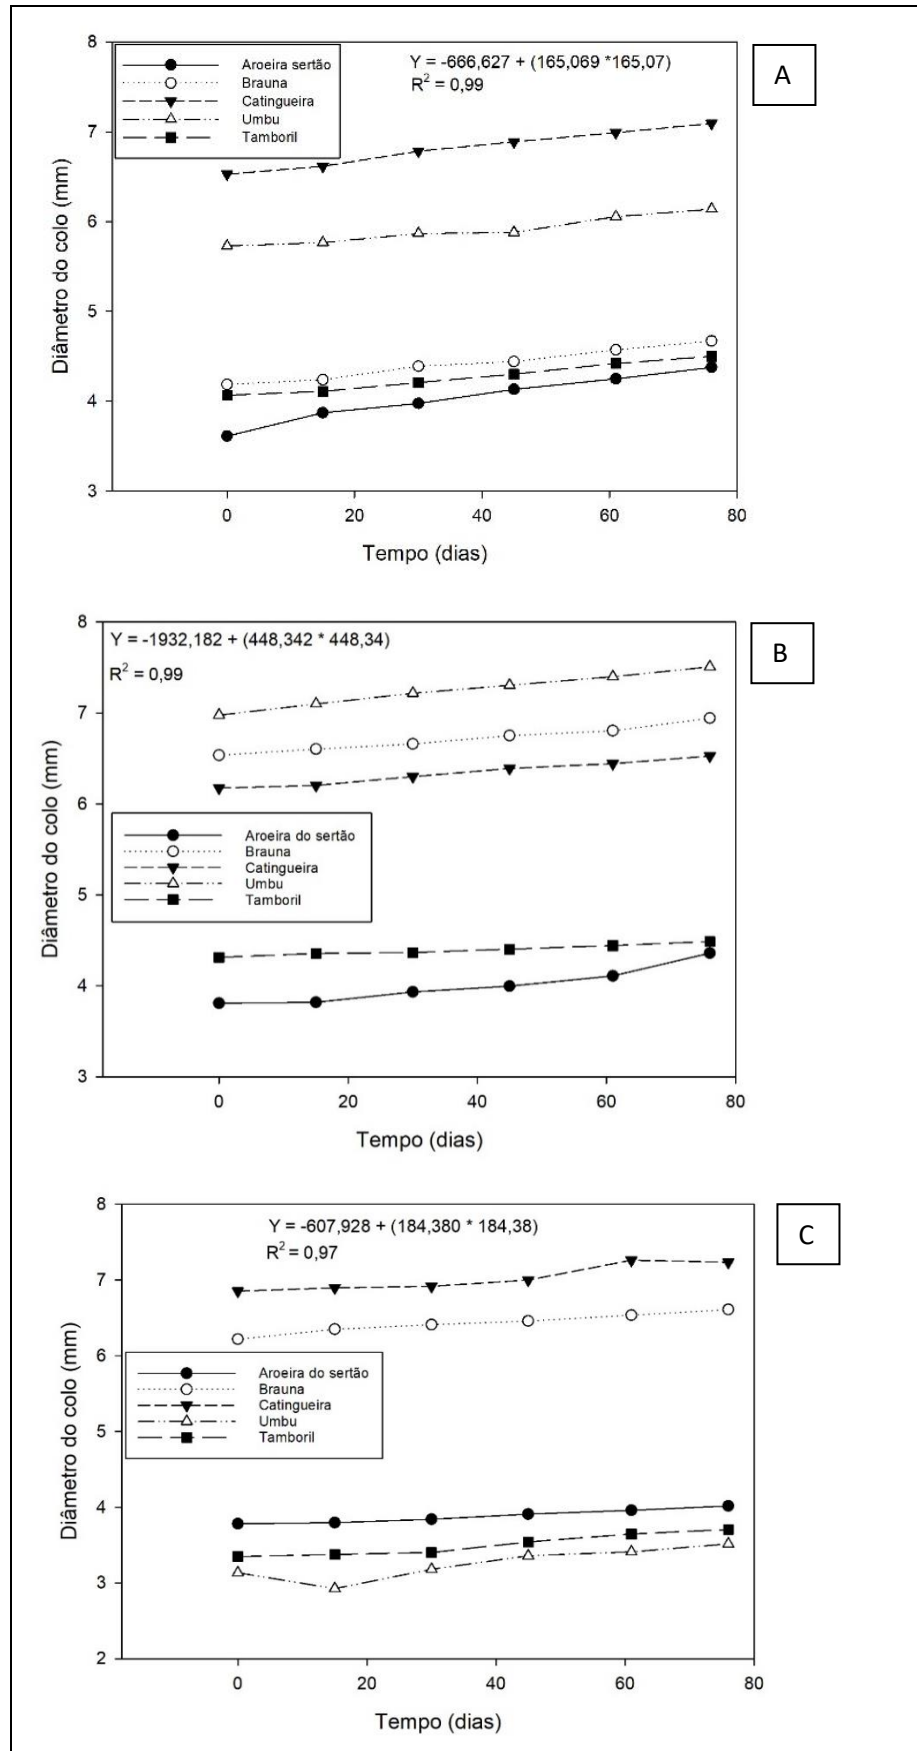 8
7
6
5
4
3
Diâmetro do colo (mm)
Aroeira sertão
Brauna
Catingueira
Umbu
Tamboril
Y = -666,627 + (165,069 *165,07)
R² = 0,99
A
0 20 40 60 80
Tempo (dias)
8
7
6
5
4
3
Diâmetro do colo (mm)
Y = -1932,182 + (448,342 * 448,34)
R² = 0,99
B
Aroeira do sertão
Brauna
Catingueira
Umbu
Tamboril
0 20 40 60 80
Tempo (dias)
8
7
6
5
4
3
2
Diâmetro do colo (mm)
Y = -607,928 + (184,380 * 184,38)
R² = 0,97
C
Aroeira do sertão
Brauna
Catingueira
Umbu
Tamboril
0 20 40 60 80
Tempo (dias)